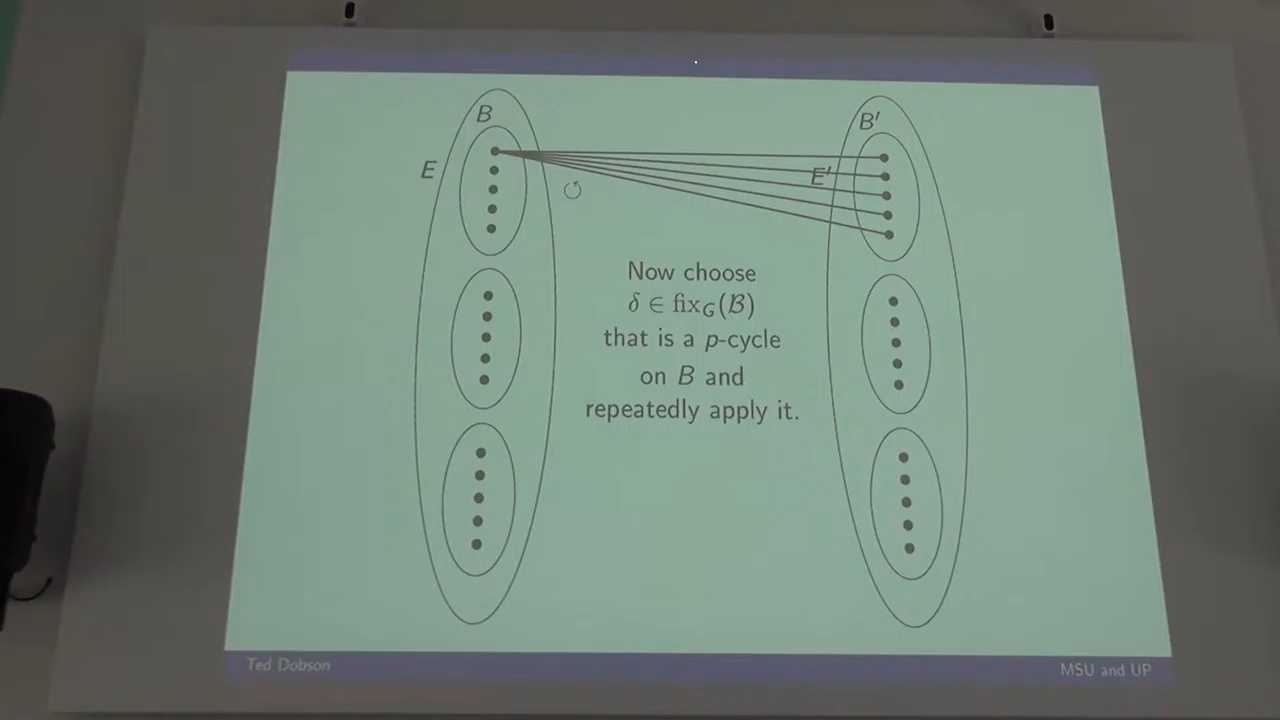 B
B′
E
E′
Now choose
δ ∈ fix_G(𝓑)
that is a p-cycle
on B and
repeatedly apply it.
Ted Dobson
MSU and UP